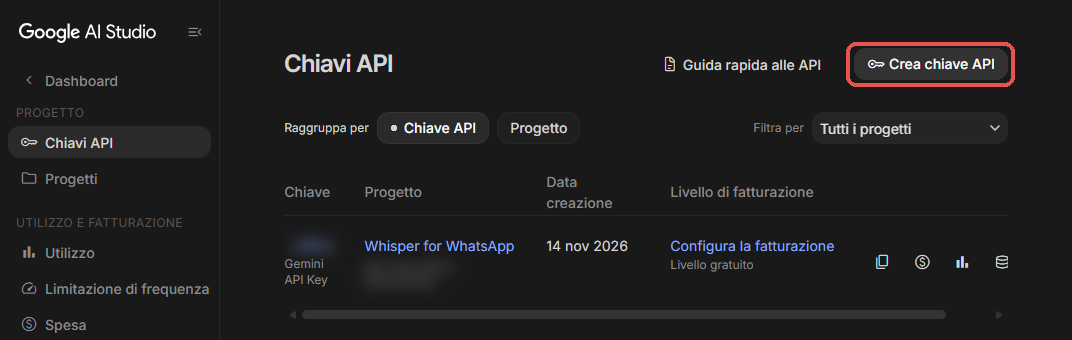 Google AI Studio
Dashboard
PROGETTO
Chiavi API
Progetti
UTILIZZO E FATTURAZIONE
Utilizzo
Limitazione di frequenza
Spesa
Chiavi API
Guida rapida alle API
Crea chiave API
Raggruppa per
Chiave API
Progetto
Filtra per
Tutti i progetti
Chiave
Progetto
Data
creazione
Livello di fatturazione
Gemini
API Key
Whisper for WhatsApp
14 nov 2026
Configura la fatturazione
Livello gratuito